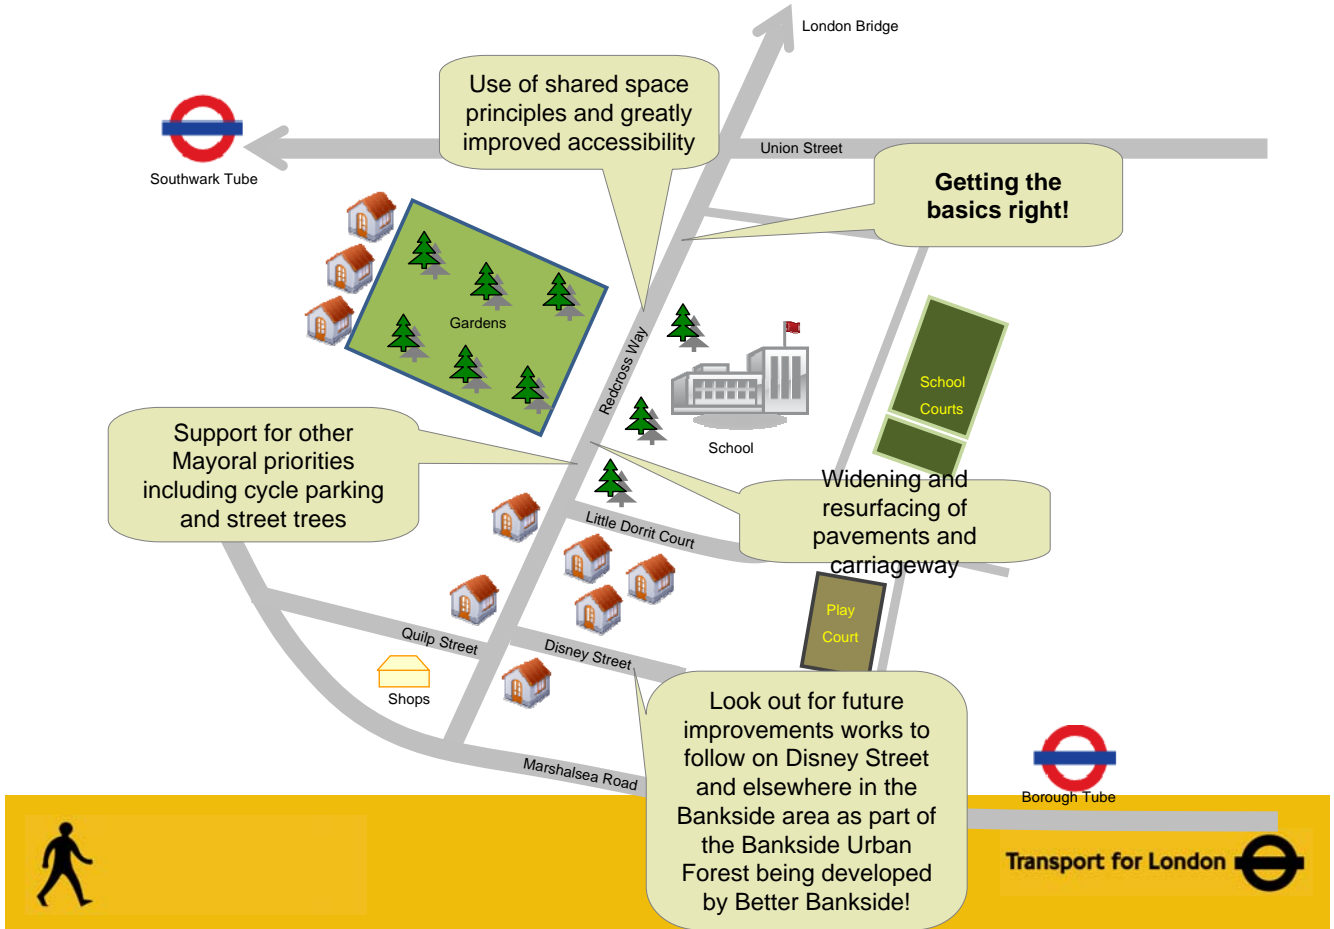 London Bridge
Use of shared space
principles and greatly
improved accessibility
Union Street
Southwark Tube
Getting the
basics right!
Gardens
Redcross Way
School
Courts
School
Support for other
Mayoral priorities
including cycle parking
and street trees
Widening and
resurfacing of
pavements and
carriageway
Little Dorrit Court
Play
Court
Quilp Street
Disney Street
Shops
Look out for future
improvements works to
follow on Disney Street
and elsewhere in the
Bankside area as part of
the Bankside Urban
Forest being developed
by Better Bankside!
Marshalsea Road
Borough Tube
Transport for London